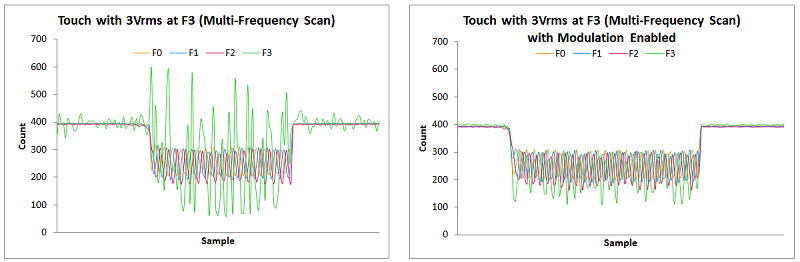 Touch with 3Vrms at F3 (Multi-Frequency Scan)
700
600
500
400
300
200
100
0
Count
F0 F1 F2 F3
Sample
Touch with 3Vrms at F3 (Multi-Frequency Scan)
with Modulation Enabled
700
600
500
400
300
200
100
0
Count
F0 F1 F2 F3
Sample